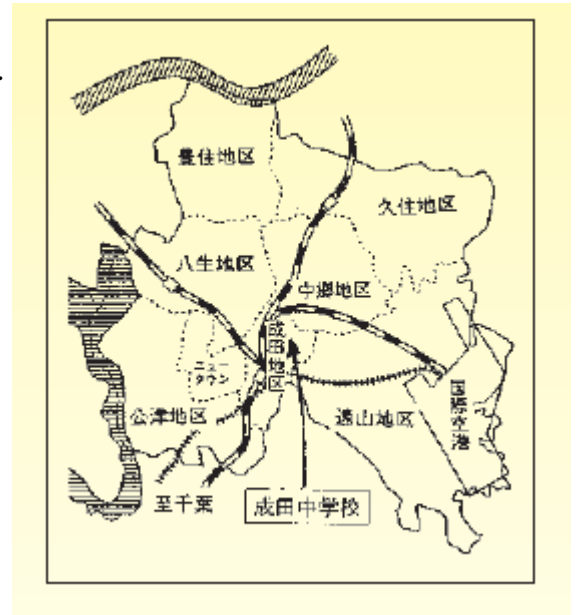 豊住地区
久住地区
八生地区
中郷地区
成田地区
ニュー
タウン
公津地区
遠山地区
国際空港
至千葉
成田中学校